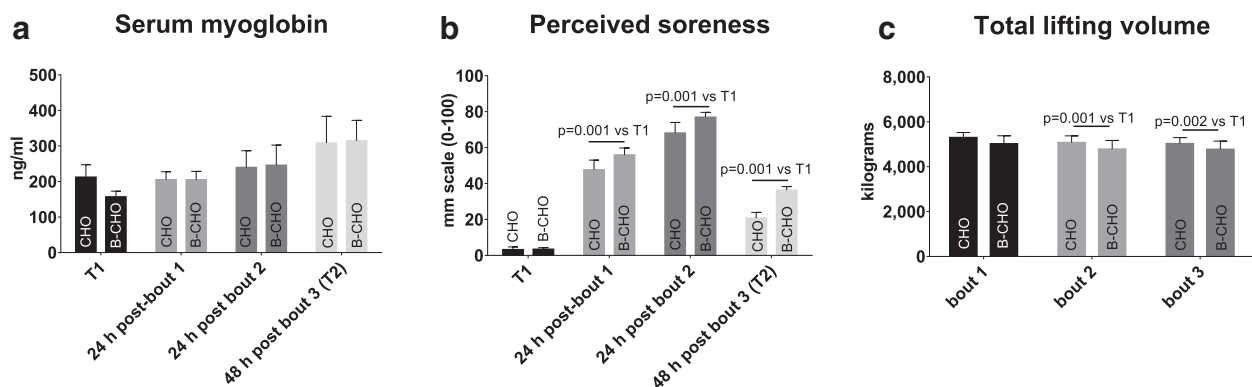 a Serum myoglobin
ng/ml
500
400
300
200
100
0
CHO
B-CHO
CHO
B-CHO
CHO
B-CHO
CHO
B-CHO
T1
24 h post-bout 1
24 h post bout 2
48 h post bout 3 (T2)
b Perceived soreness
mm scale (0-100)
100
80
60
40
20
0
p=0.001 vs T1
p=0.001 vs T1
p=0.001 vs T1
CHO
B-CHO
CHO
B-CHO
CHO
B-CHO
CHO
B-CHO
T1
24 h post-bout 1
24 h post bout 2
48 h post bout 3 (T2)
c Total lifting volume
kilograms
8,000
6,000
4,000
2,000
0
p=0.001 vs T1
p=0.002 vs T1
CHO
B-CHO
CHO
B-CHO
CHO
B-CHO
bout 1
bout 2
bout 3